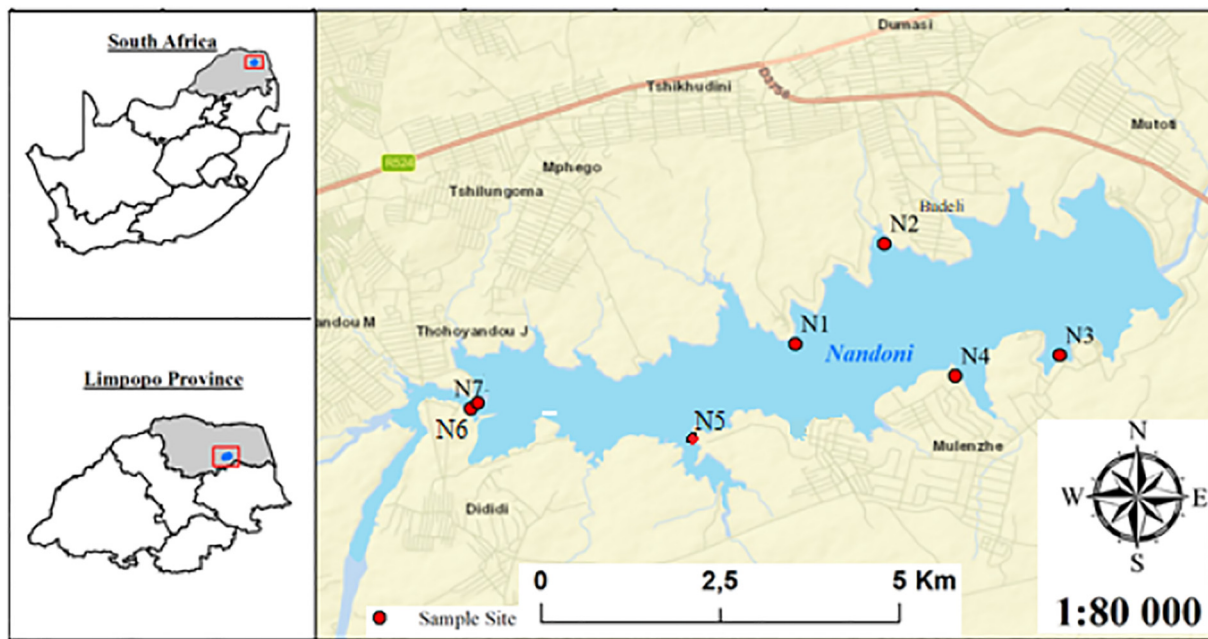 South Africa
Limpopo Province
Dumasi
Tshikhudini
D3758
Mutoti
R524
Mphego
Tshilungoma
Budeli
N2
andou M
Thohoyandou J
N1
Nandoni
N3
N4
N7
N6
N5
Mulenzhe
Dididi
N
W
E
S
0
2,5
5 Km
Sample Site
1:80 000